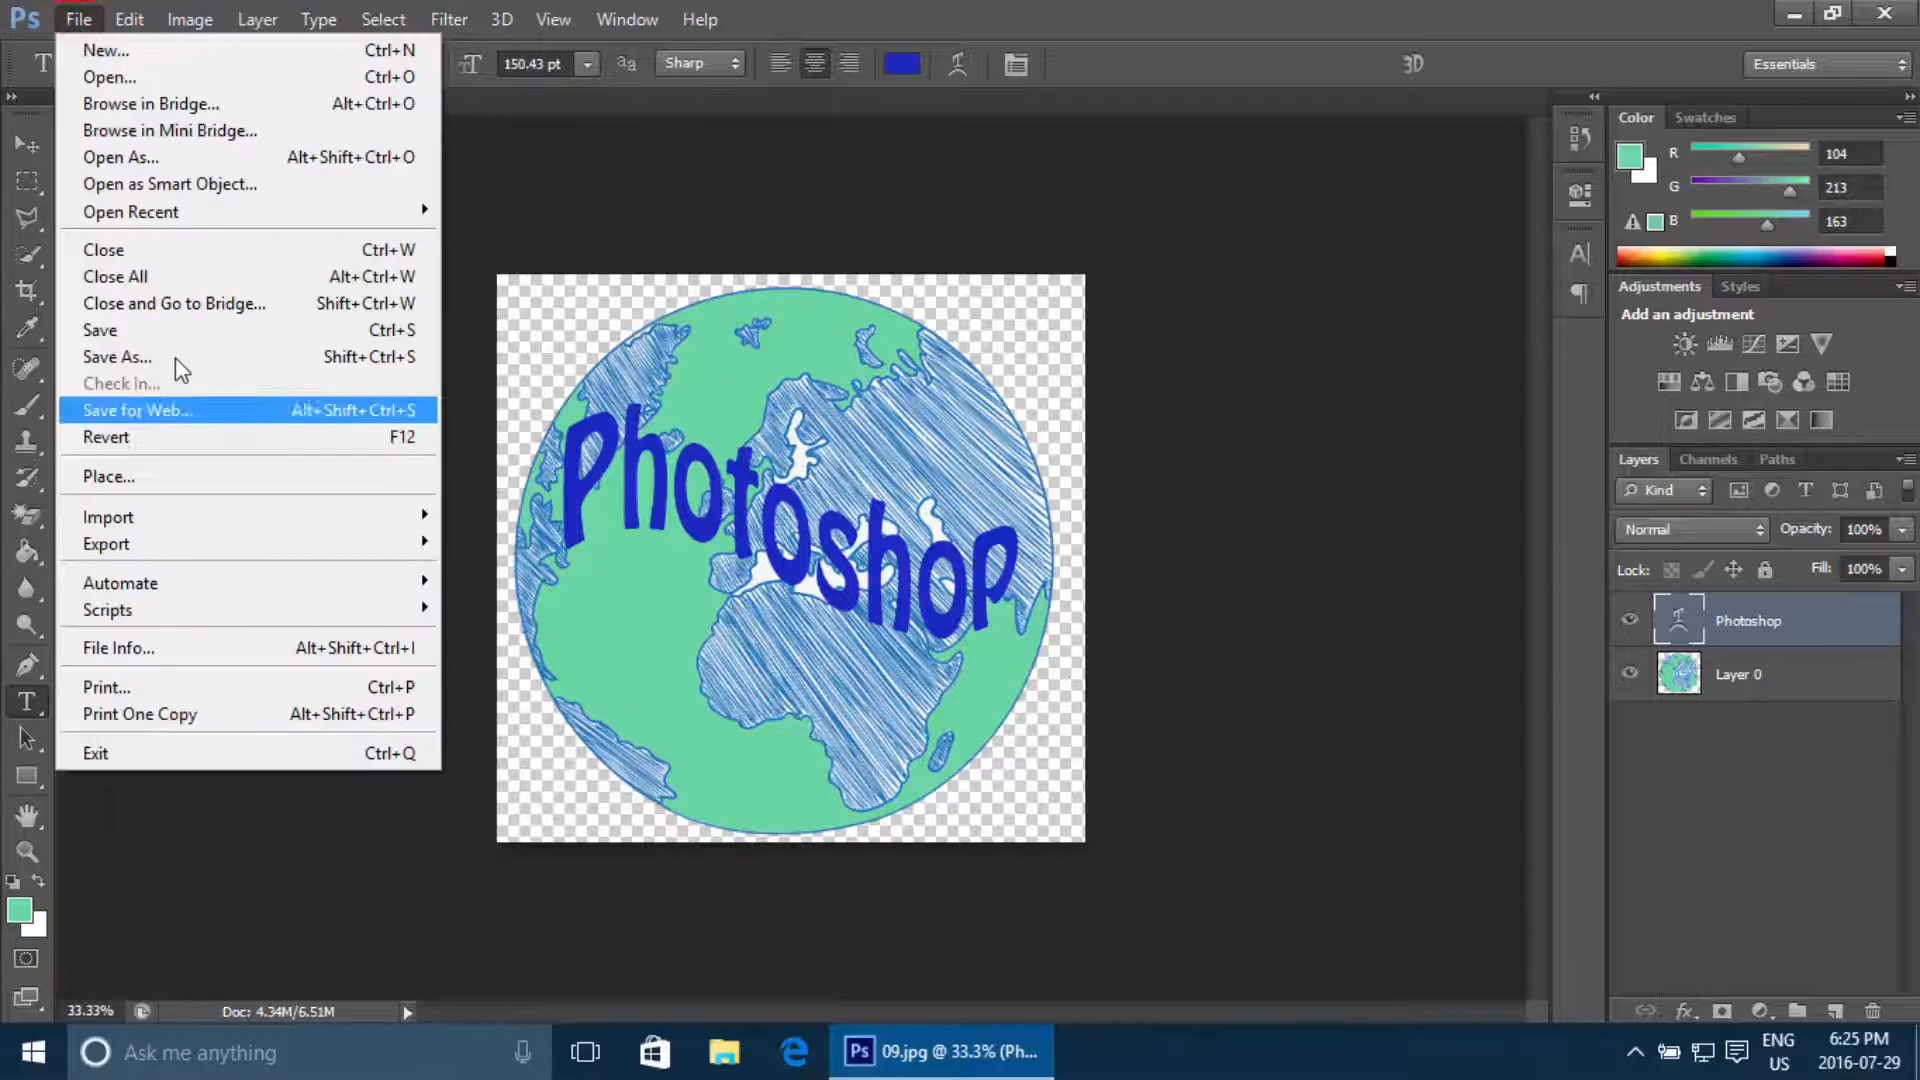 Ps File Edit Image Layer Type Select Filter 3D View Window Help
T 150.43 pt aa Sharp 3D Essentials
New... Ctrl+N
Open... Ctrl+O
Browse in Bridge... Alt+Ctrl+O
Browse in Mini Bridge...
Open As... Alt+Shift+Ctrl+O
Open as Smart Object...
Open Recent
Close Ctrl+W
Close All Alt+Ctrl+W
Close and Go to Bridge... Shift+Ctrl+W
Save Ctrl+S
Save As... Shift+Ctrl+S
Check In...
Save for Web... Alt+Shift+Ctrl+S
Revert F12
Place...
Import
Export
Automate
Scripts
File Info... Alt+Shift+Ctrl+I
Print... Ctrl+P
Print One Copy Alt+Shift+Ctrl+P
Exit Ctrl+Q
Photoshop
Color Swatches
R 104
G 213
B 163
Adjustments Styles
Add an adjustment
Layers Channels Paths
Kind
Normal Opacity: 100%
Lock: Fill: 100%
Photoshop
Layer 0
33.33% Doc: 4.34M/6.51M
Ask me anything
Ps 09.jpg @ 33.3% (Ph...
ENG
US
6:25 PM
2016-07-29